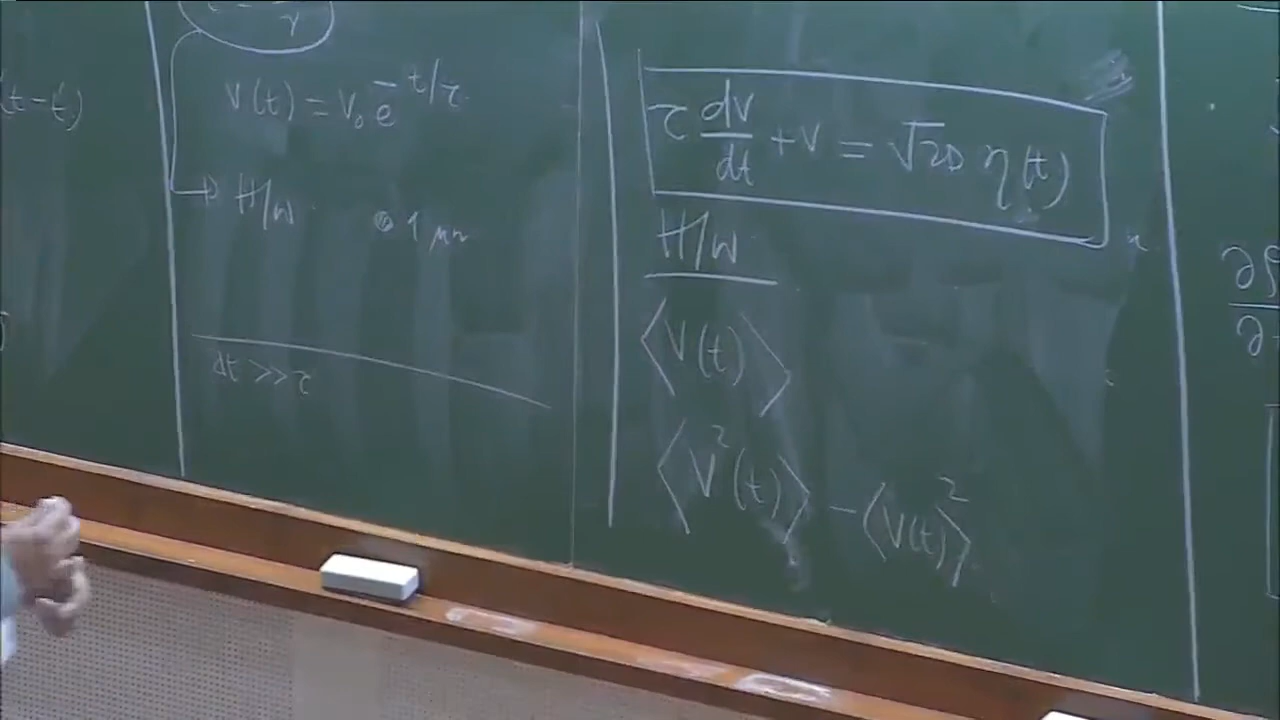 (t-t')
γ
v(t) = v₀ e^{-t/τ}
→ H/W 1 μm
dt >>> τ
τ dv/dt + v = √2D η(t)
H/W
⟨v(t)⟩
⟨v²(t)⟩ - ⟨v(t)⟩²
∂ρ
∂t